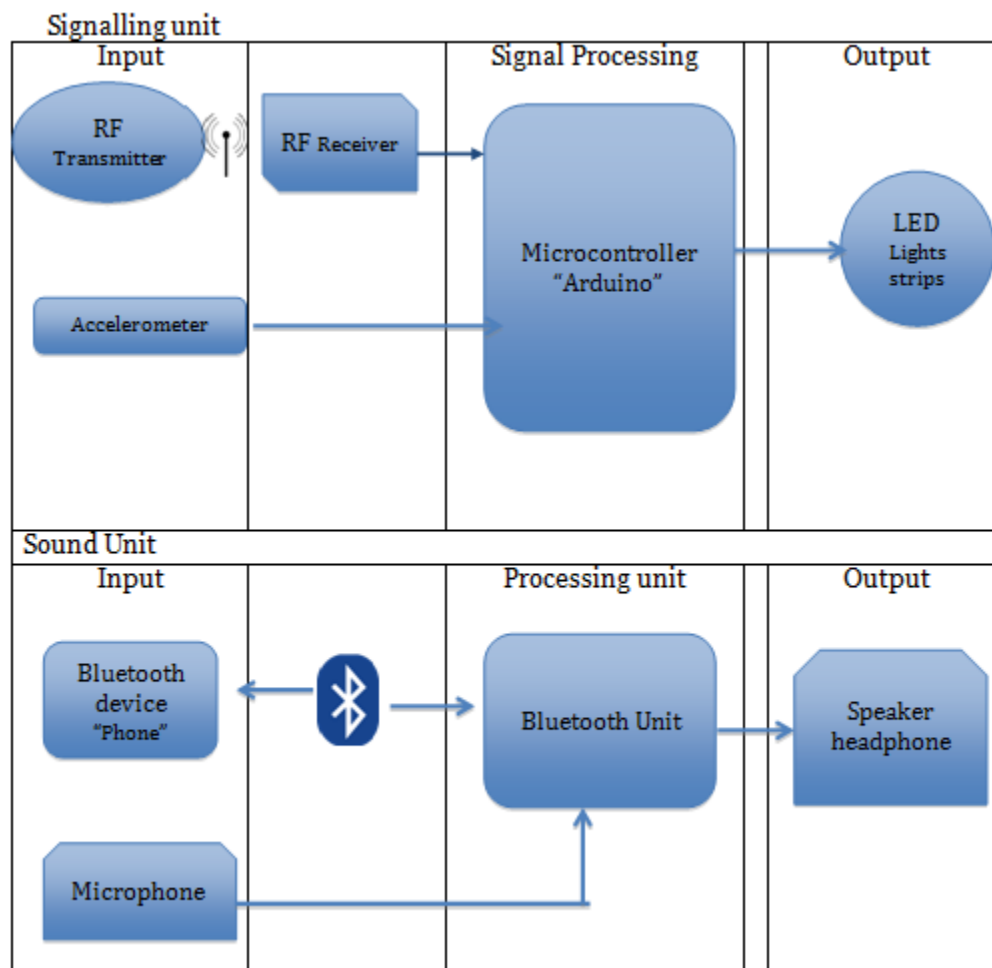 Signalling unit
Input
Signal Processing
Output
RF
Transmitter
RF Receiver
Microcontroller
“Arduino”
LED
Lights
strips
Accelerometer
Sound Unit
Input
Processing unit
Output
Bluetooth
device
“Phone”
Bluetooth Unit
Speaker
headphone
Microphone